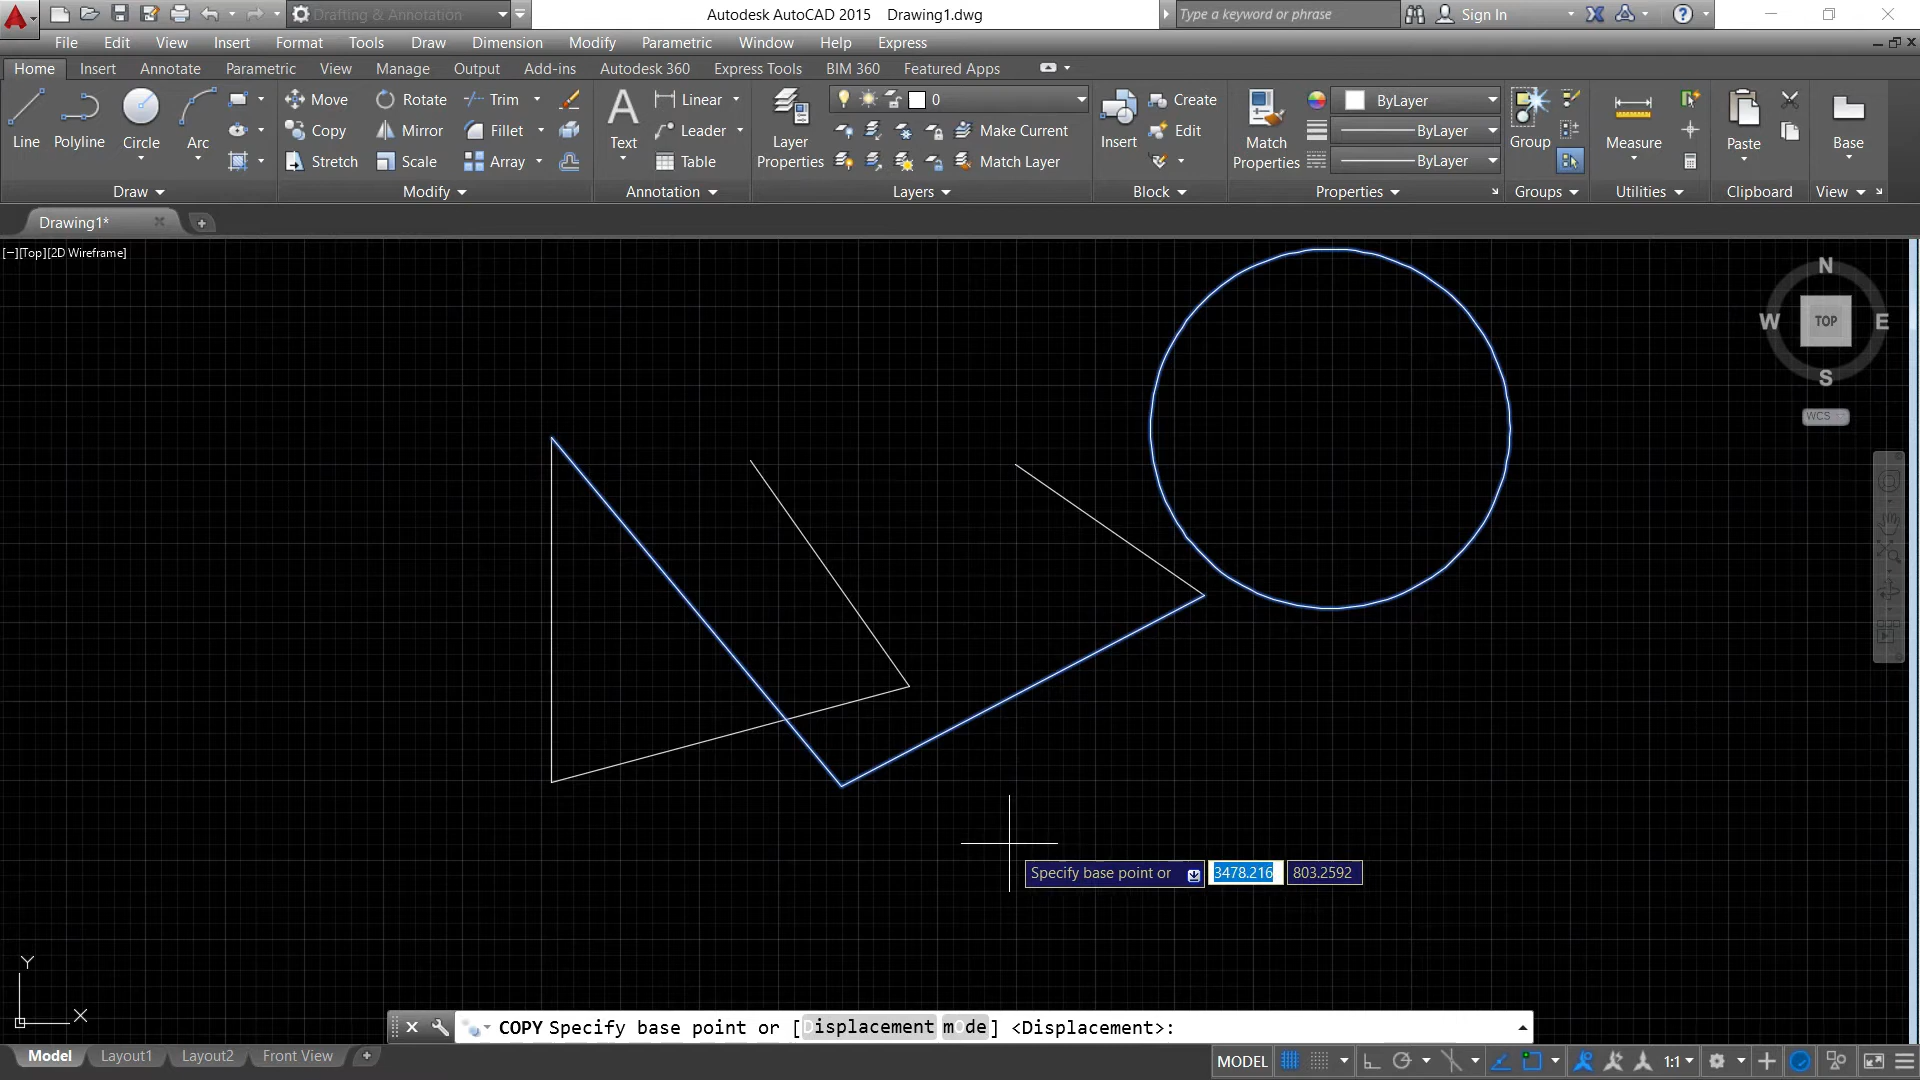 Drafting & Annotation
Autodesk AutoCAD 2015 Drawing1.dwg
Type a keyword or phrase
Sign In
File Edit View Insert Format Tools Draw Dimension Modify Parametric Window Help Express
Home Insert Annotate Parametric View Manage Output Add-ins Autodesk 360 Express Tools BIM 360 Featured Apps
Line Polyline Circle Arc
Move Rotate Trim
Copy Mirror Fillet
Stretch Scale Array
Text Linear
Leader
Table
Layer Properties
0
Make Current
Match Layer
Insert Create
Edit
Match Properties
ByLayer
ByLayer
ByLayer
Group
Measure
Paste
Base
Draw Modify Annotation Layers Block Properties Groups Utilities Clipboard View
Drawing1*
[−][Top][2D Wireframe]
N
W TOP E
S
WCS
Specify base point or 3478.216 803.2592
Y
X
COPY Specify base point or [Displacement mOde] <Displacement>:
Model Layout1 Layout2 Front View
MODEL 1:1